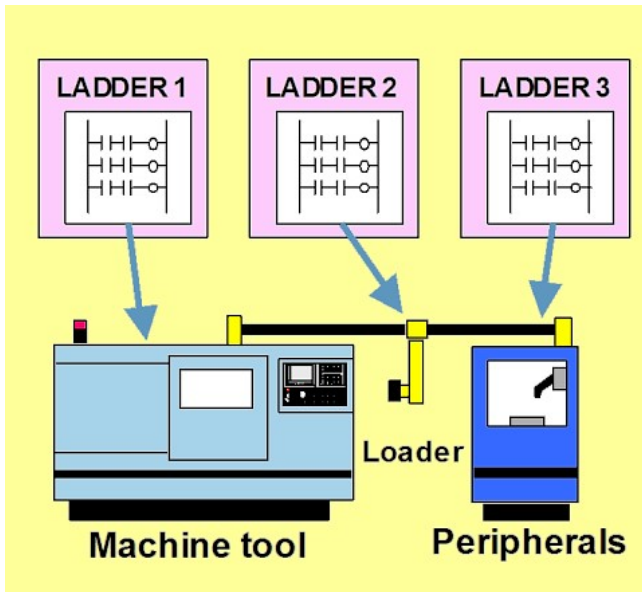 LADDER 1
LADDER 2
LADDER 3
Loader
Machine tool
Peripherals